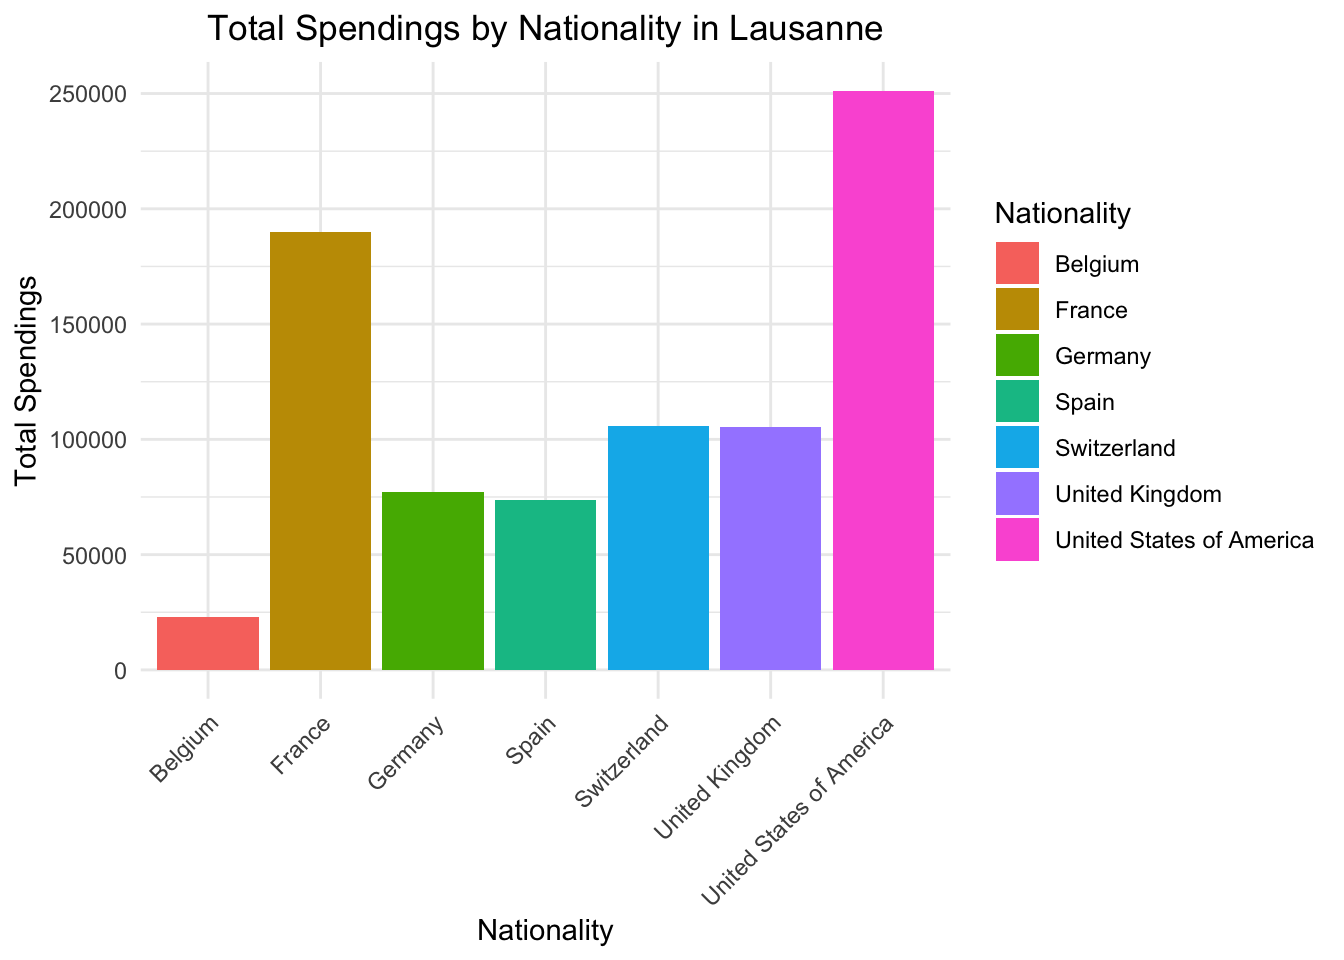 Total Spendings by Nationality in Lausanne
Total Spendings
250000
200000
150000
100000
50000
0
Belgium
France
Germany
Spain
Switzerland
United Kingdom
United States of America
Nationality
Nationality
Belgium
France
Germany
Spain
Switzerland
United Kingdom
United States of America